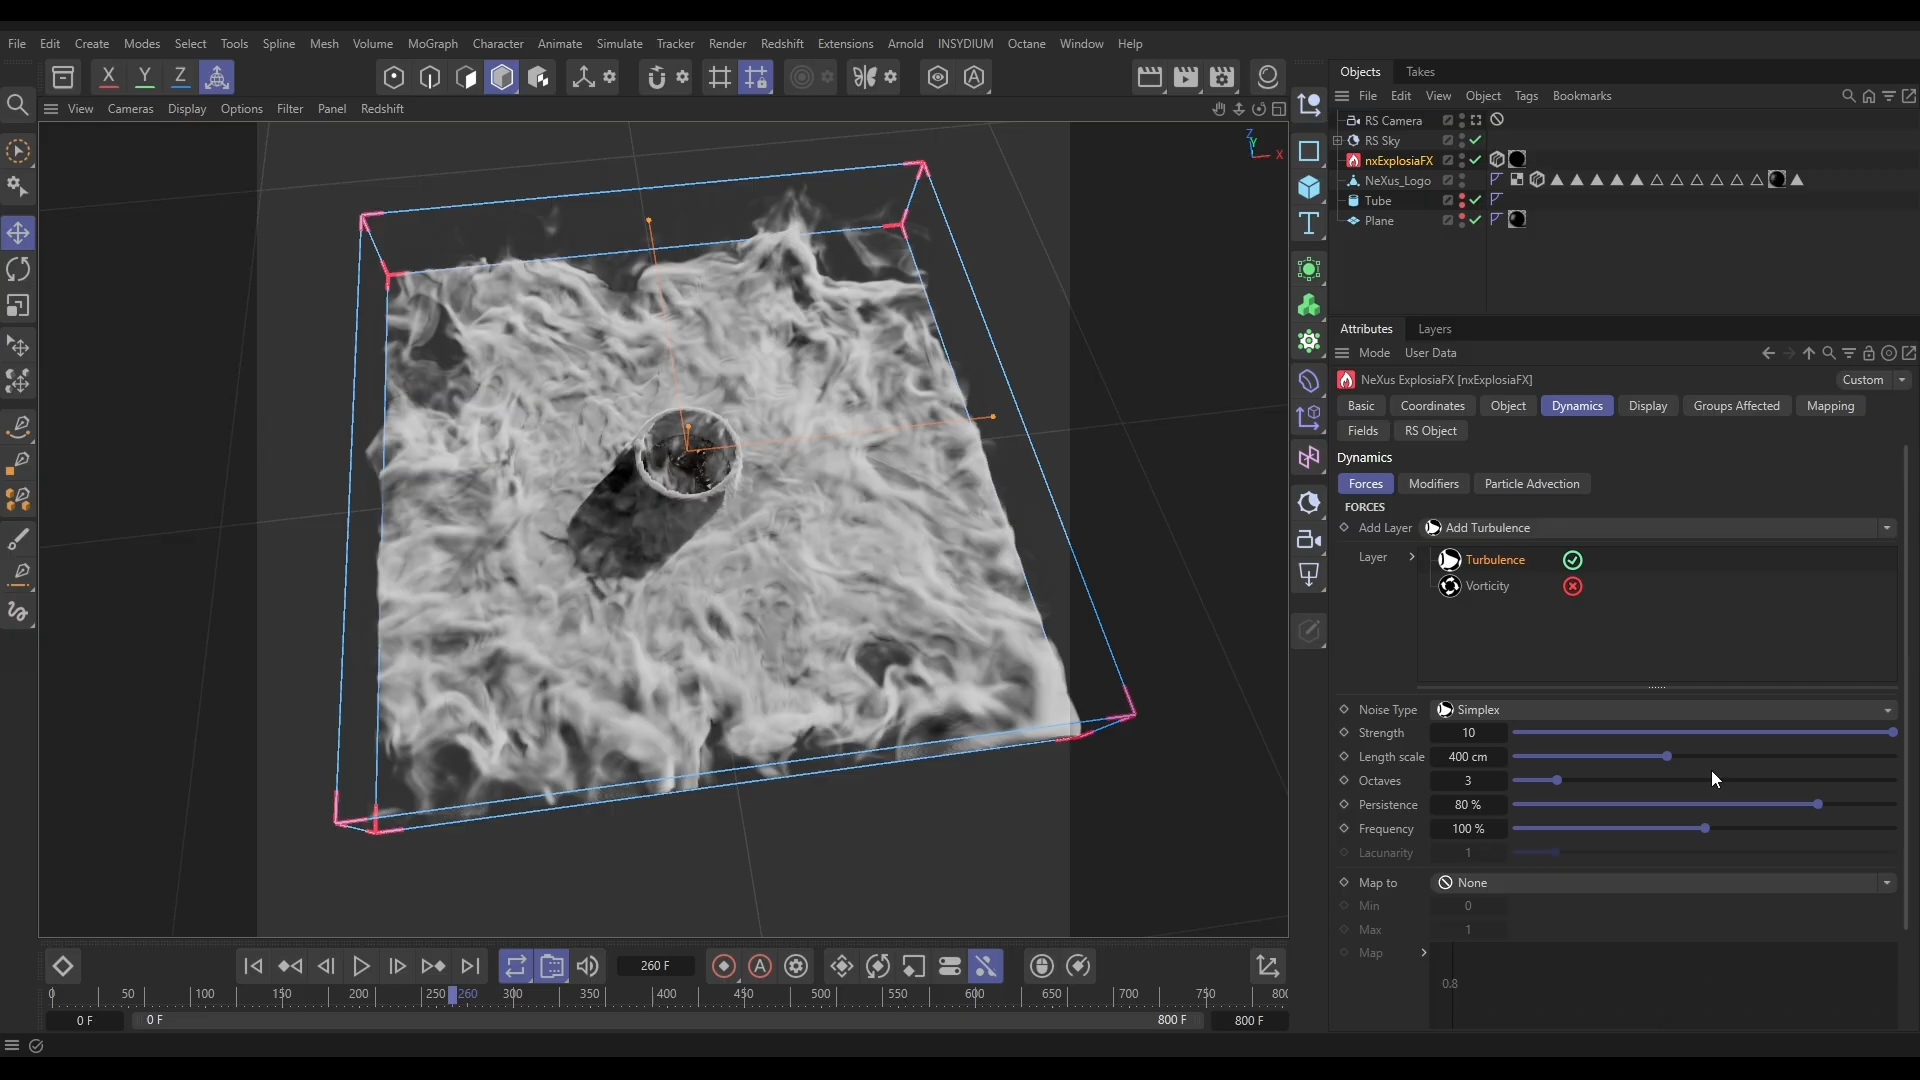 File Edit Create Modes Select Tools Spline Mesh Volume MoGraph Character Animate Simulate Tracker Render Redshift Extensions Arnold INSYDIUM Octane Window Help
X Y Z
View Cameras Display Options Filter Panel Redshift
Z Y X
Objects Takes
File Edit View Object Tags Bookmarks
RS Camera
RS Sky
nxExplosiaFX
NeXus_Logo
Tube
Plane
Attributes Layers
Mode User Data
NeXus ExplosiaFX [nxExplosiaFX] Custom
Basic Coordinates Object Dynamics Display Groups Affected Mapping
Fields RS Object
Dynamics
Forces Modifiers Particle Advection
FORCES
Add Layer Add Turbulence
Layer Turbulence
Vorticity
Noise Type Simplex
Strength 10
Length scale 400 cm
Octaves 3
Persistence 80 %
Frequency 100 %
Lacunarity 1
Map to None
Min 0
Max 1
Map
0.8
260 F
0 50 100 150 200 250 260 300 350 400 450 500 550 600 650 700 750 800
0 F 0 F 800 F 800 F